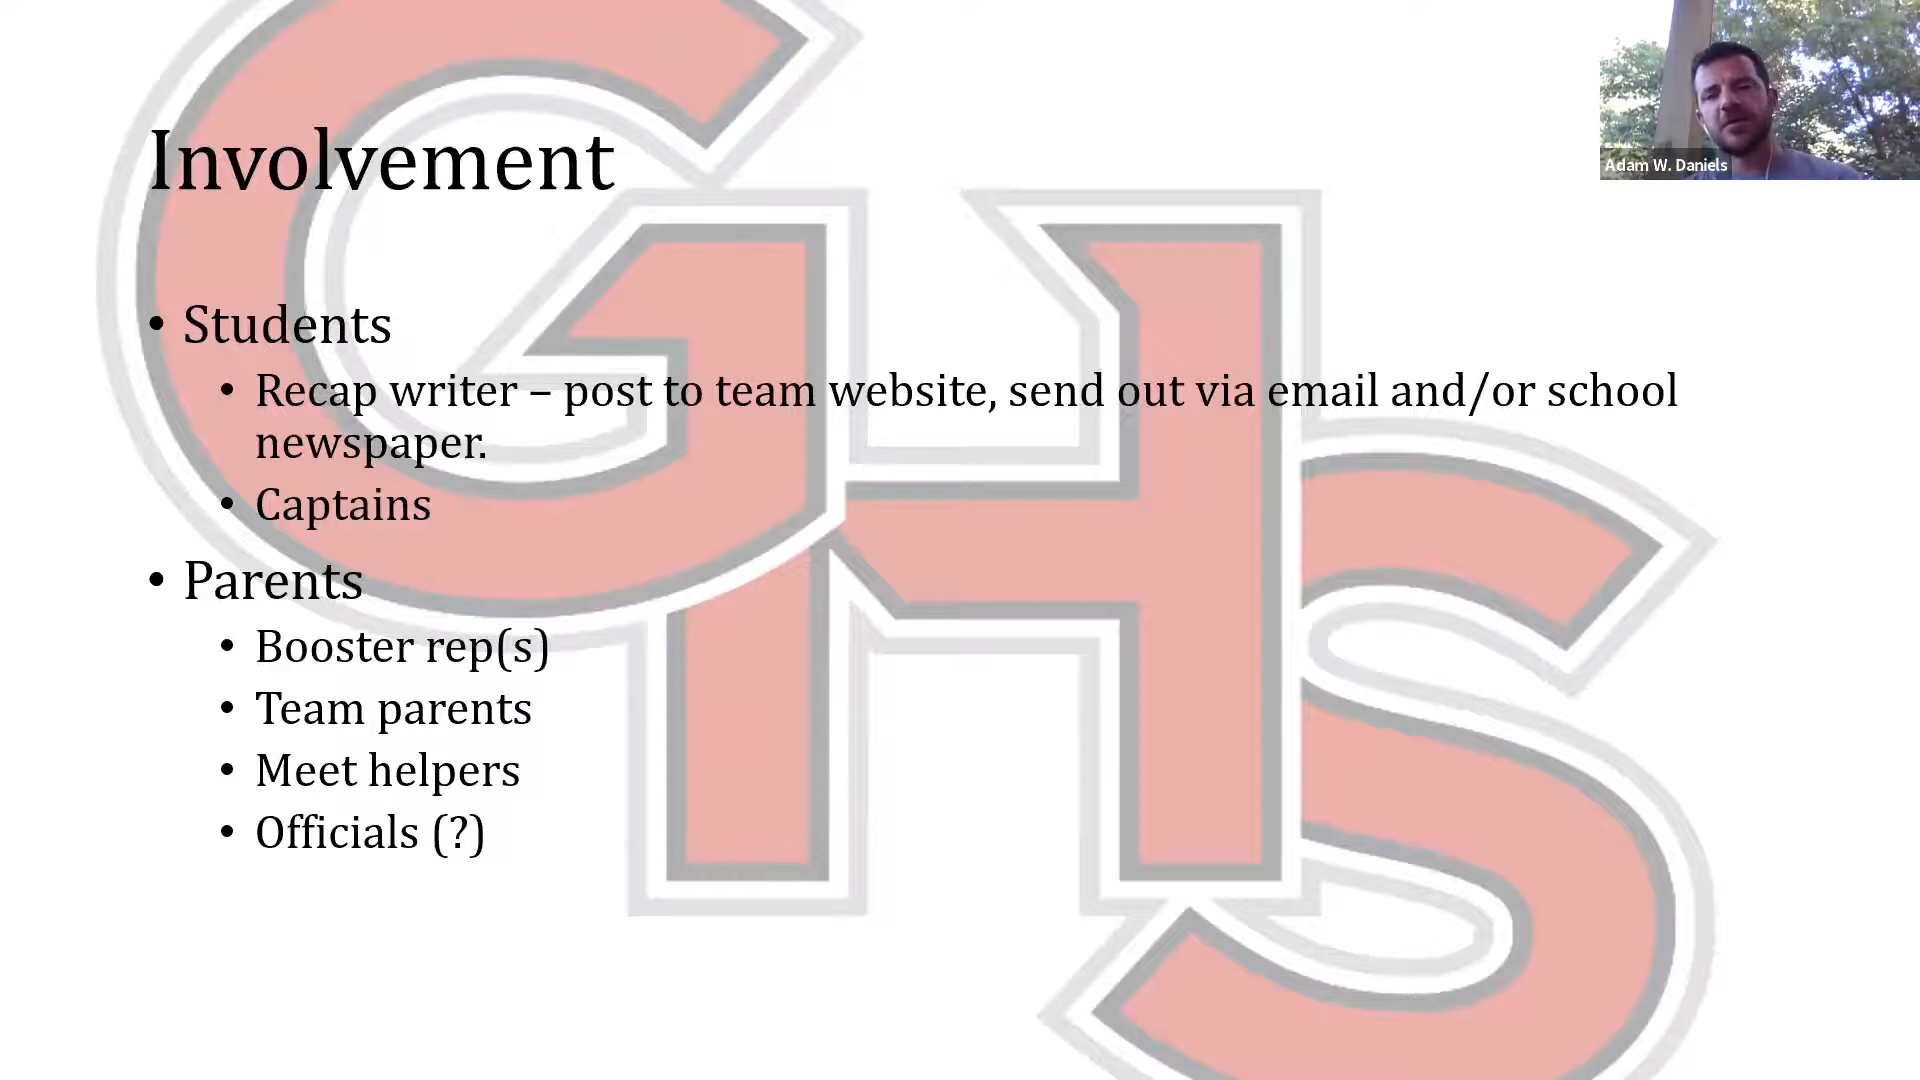 Involvement
• Students
• Recap writer – post to team website, send out via email and/or school
newspaper.
• Captains
• Parents
• Booster rep(s)
• Team parents
• Meet helpers
• Officials (?)
GHS
Adam W. Daniels